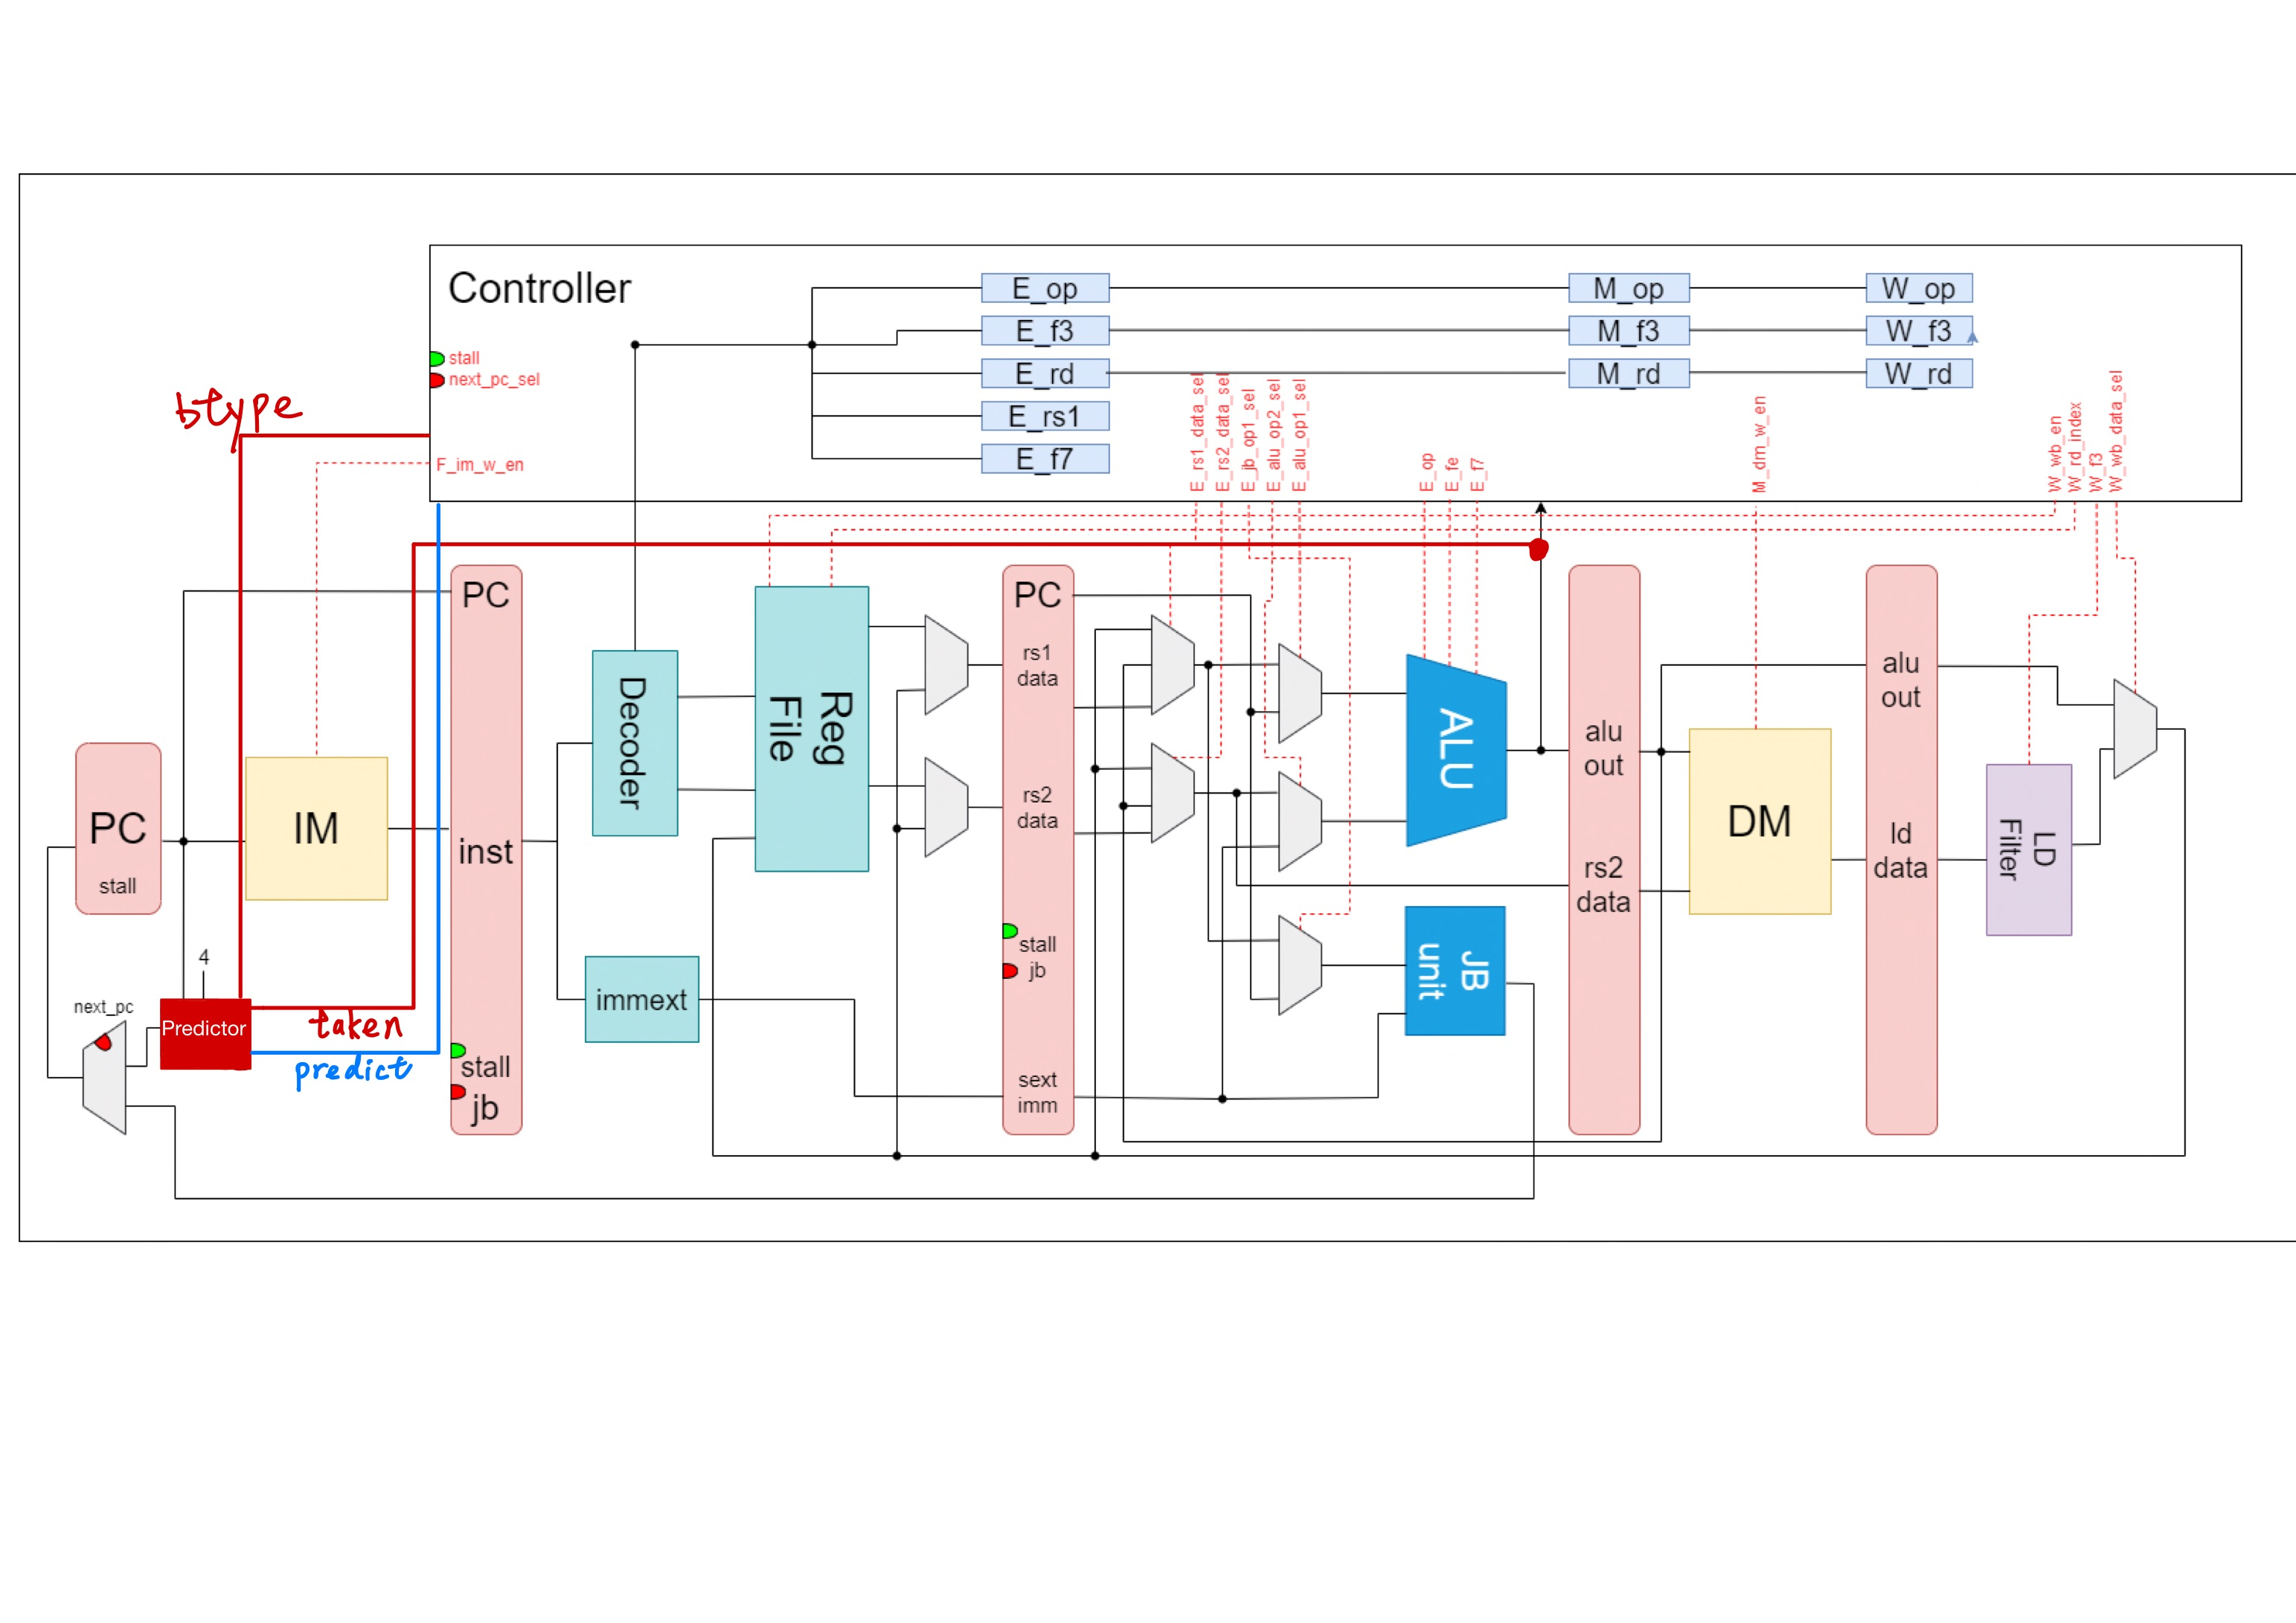 Controller
E_op
M_op
W_op
E_f3
M_f3
W_f3
E_rd
M_rd
W_rd
E_rs1
E_f7
stall
next_pc_sel
btype
F_im_w_en
E_rs1_data_sel
E_rs2_data_sel
E_jb_op1_sel
E_alu_op2_sel
E_alu_op1_sel
E_op
E_fe
E_f7
M_dm_w_en
W_wb_en
W_rd_index
W_f3
W_wb_data_sel
PC
stall
IM
4
next_pc
Predictor
taken
predict
PC
inst
stall
jb
Decoder
immext
Reg
File
PC
rs1
data
rs2
data
stall
jb
sext
imm
ALU
JB
unit
alu
out
rs2
data
DM
alu
out
ld
data
LD
Filter